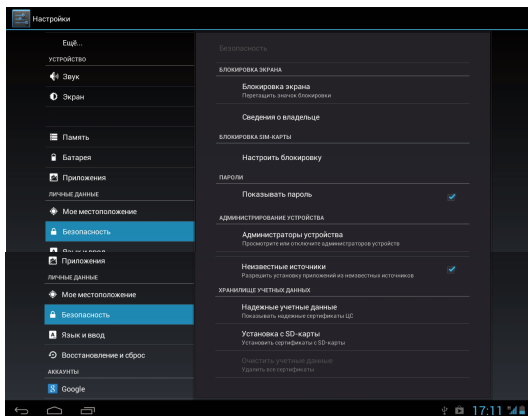 Настройки
Ещё...
УСТРОЙСТВО
Звук
Экран
Память
Батарея
Приложения
ЛИЧНЫЕ ДАННЫЕ
Мое местоположение
Безопасность
Язык и ввод
Приложения
ЛИЧНЫЕ ДАННЫЕ
Мое местоположение
Безопасность
Язык и ввод
Восстановление и сброс
АККАУНТЫ
Google
Безопасность
БЛОКИРОВКА ЭКРАНА
Блокировка экрана
Перетащить значок блокировки
Сведения о владельце
БЛОКИРОВКА SIM-КАРТЫ
Настроить блокировку
ПАРОЛИ
Показывать пароль
АДМИНИСТРИРОВАНИЕ УСТРОЙСТВА
Администраторы устройства
Просмотрите или отключите администраторов устройств
Неизвестные источники
Разрешить установку приложений из неизвестных источников
ХРАНИЛИЩЕ УЧЕТНЫХ ДАННЫХ
Надежные учетные данные
Показывать надежные сертификаты ЦС
Установка с SD-карты
Установить сертификаты с SD-карты
Очистить учетные данные
Удалить все сертификаты
17:11